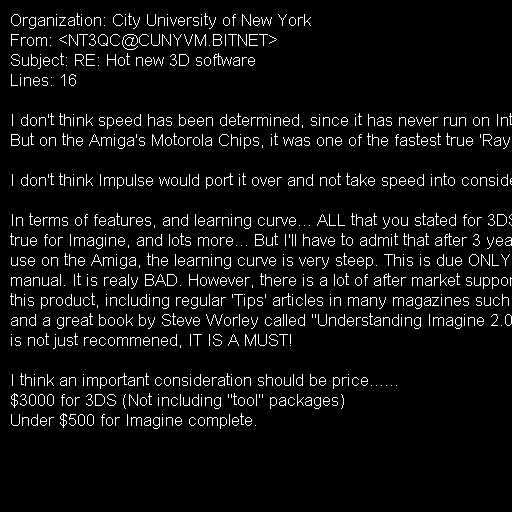 Organization: City University of New York
From: <NT3QC@CUNYVM.BITNET>
Subject: RE: Hot new 3D software
Lines: 16

I don't think speed has been determined, since it has never run on Int
But on the Amiga's Motorola Chips, it was one of the fastest true 'Ray

I don't think Impulse would port it over and not take speed into conside

In terms of features, and learning curve... ALL that you stated for 3DS
true for Imagine, and lots more... But I'll have to admit that after 3 yea
use on the Amiga, the learning curve is very steep. This is due ONLY
manual. It is realy BAD. However, there is a lot of after market suppor
this product, including regular 'Tips' articles in many magazines such
and a great book by Steve Worley called "Understanding Imagine 2.0
is not just recommened, IT IS A MUST!

I think an important consideration should be price......
$3000 for 3DS (Not including "tool" packages)
Under $500 for Imagine complete.